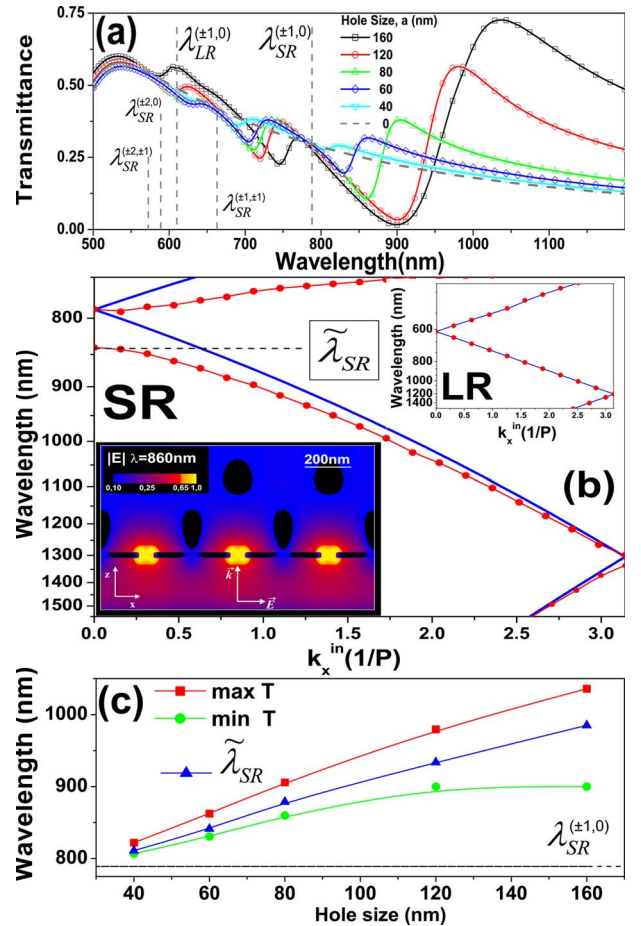 (a)
λ_LR^(±1,0)
λ_SR^(±1,0)
Hole Size, a (nm)
160
120
80
60
40
0
λ_SR^(±2,0)
λ_SR^(±2,±1)
λ_SR^(±1,±1)
Transmittance
0.75
0.50
0.25
0.00
500 600 700 800 900 1000 1100
Wavelength(nm)
Wavelength (nm)
800
900
1000
1100
1200
1300
1400
1500
SR
λ̃_SR
Wavelength (nm)
600
800
1000
1200
1400
LR
0,0 0,5 1,0 1,5 2,0 2,5 3,0
k_x^in(1/P)
(b)
|E| λ=860nm
0,10 0,25 0,65 1,0
200nm
z
x
k
E
0.0 0.5 1.0 1.5 2.0 2.5 3.0
k_x^in(1/P)
(c)
max T
min T
λ̃_SR
λ_SR^(±1,0)
Wavelength (nm)
1000
900
800
40 60 80 100 120 140 160
Hole size (nm)